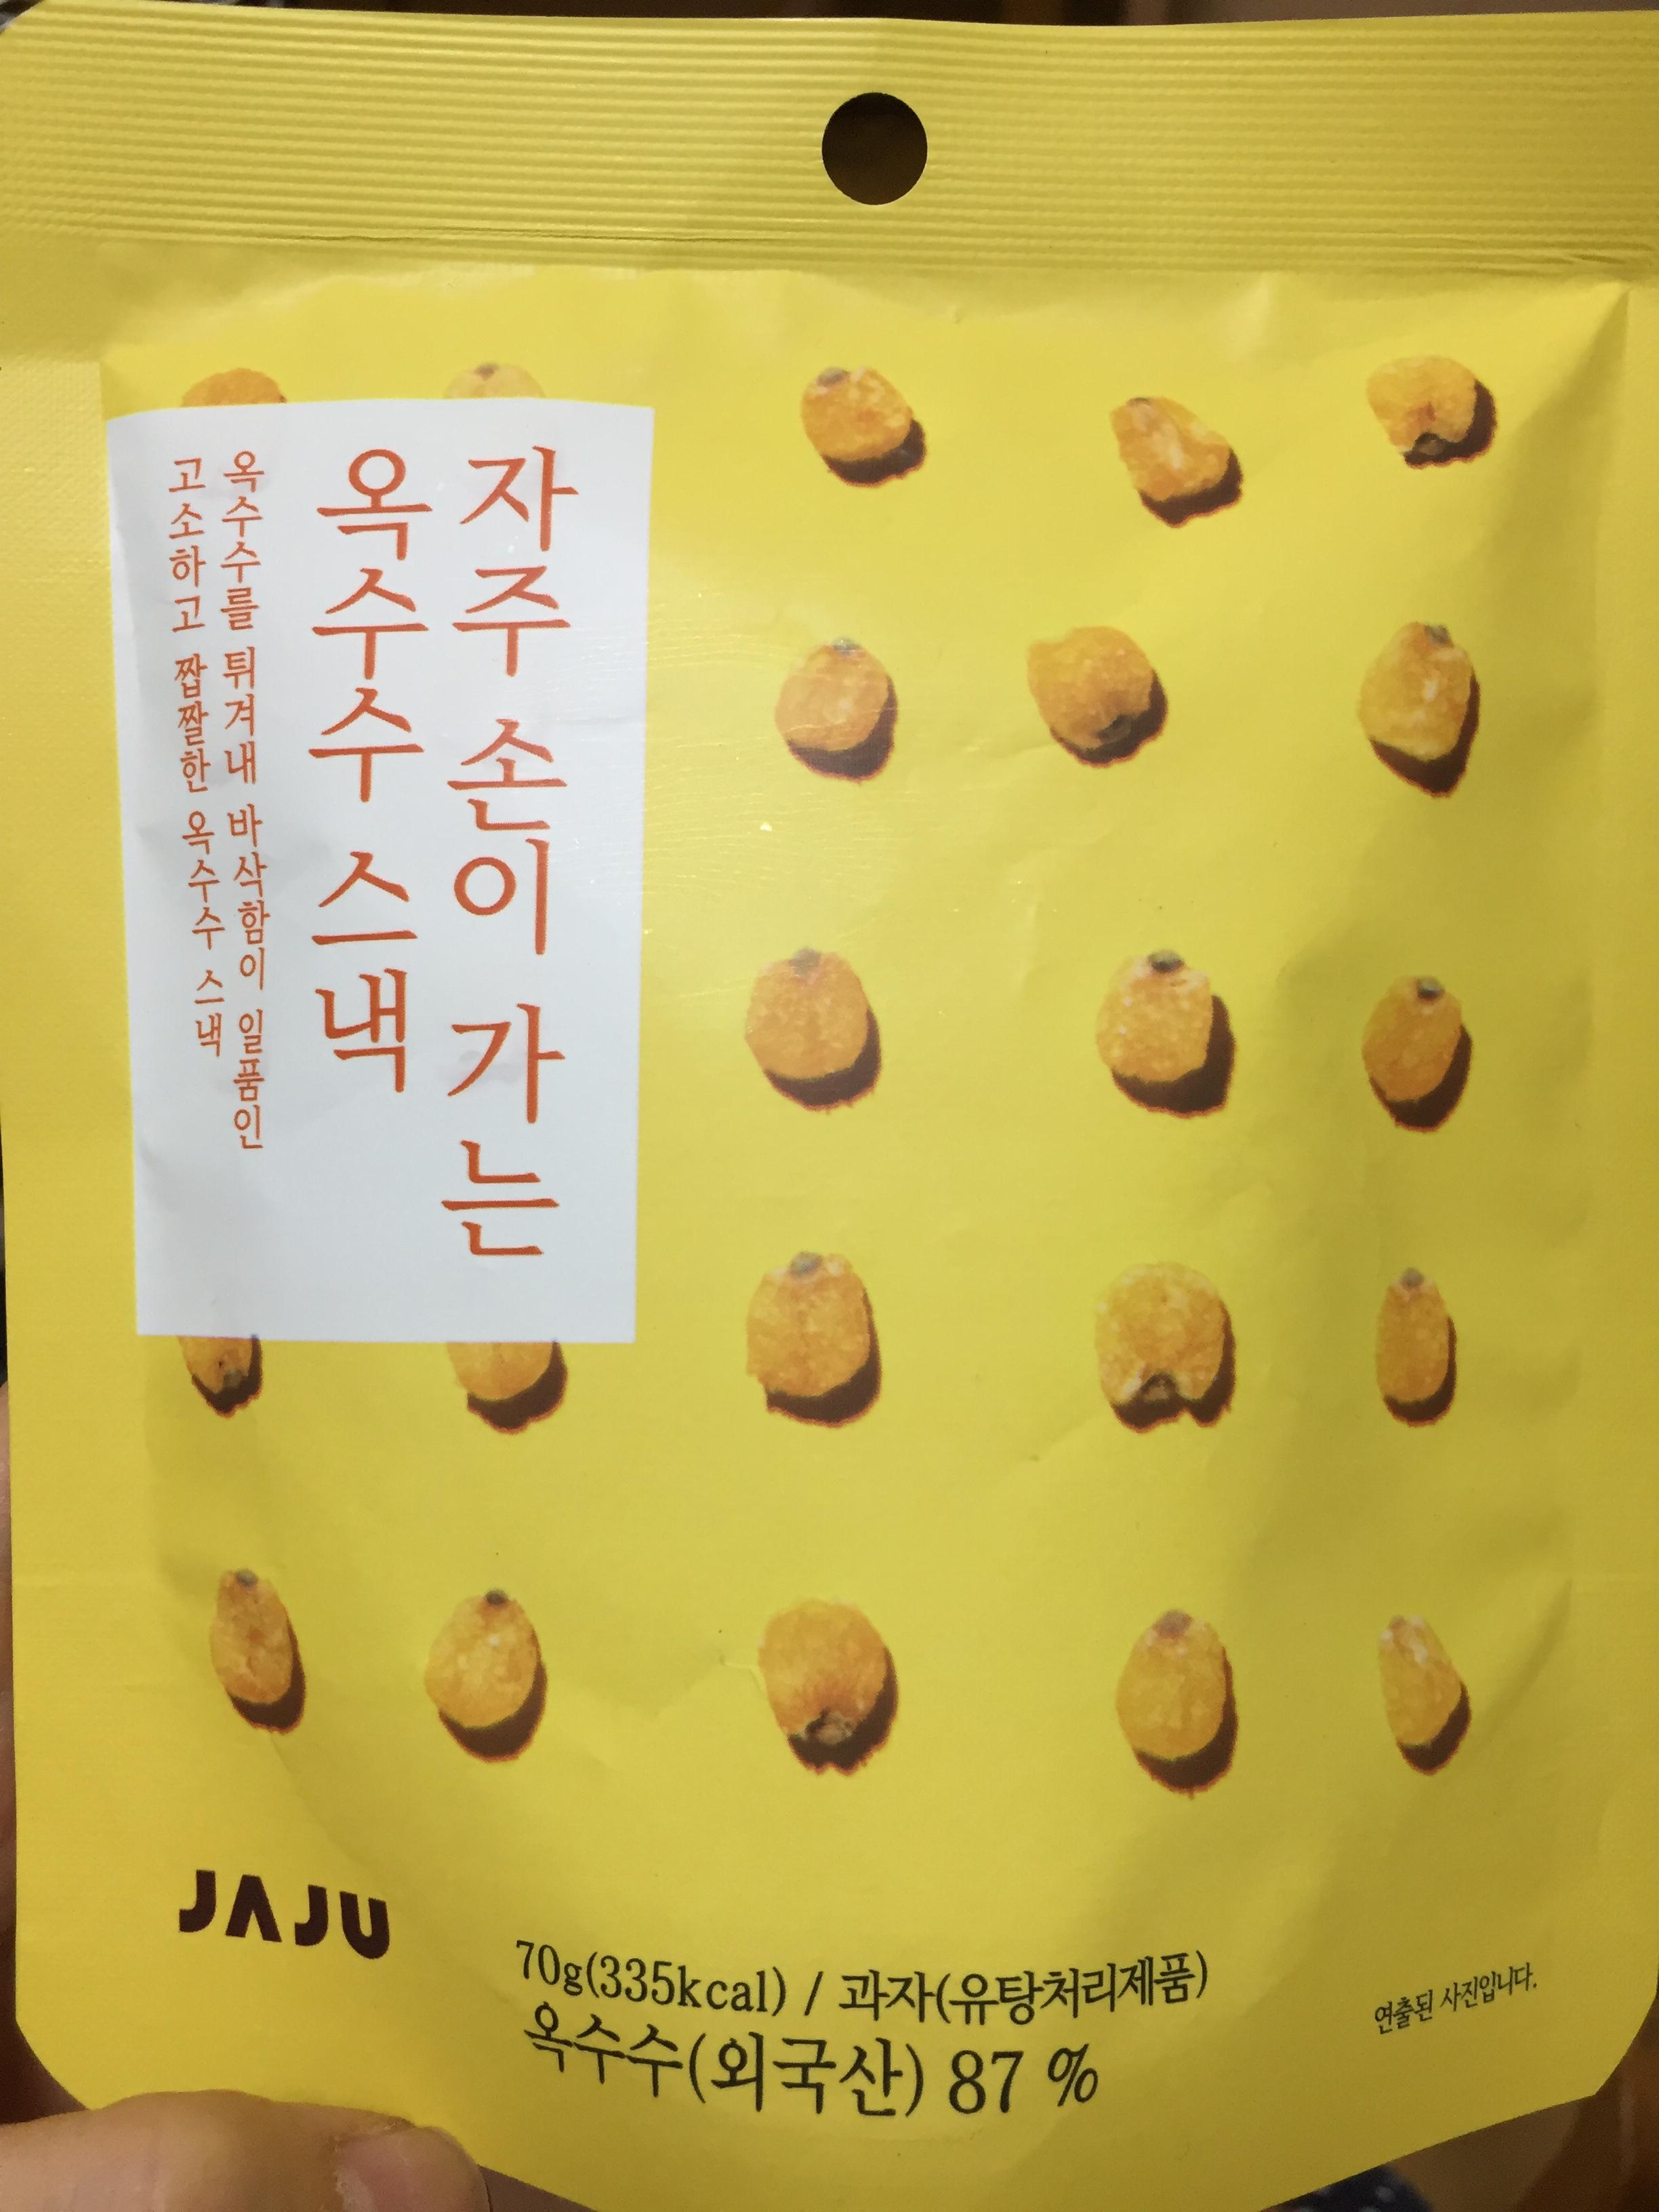 자주 손이 가는
옥수수 스낵
옥수수를 튀겨내 바삭함이 일품인
고소하고 짭짤한 옥수수 스낵
JAJU
70g(335kcal) / 과자(유탕처리제품)
옥수수(외국산) 87 %
연출된 사진입니다.